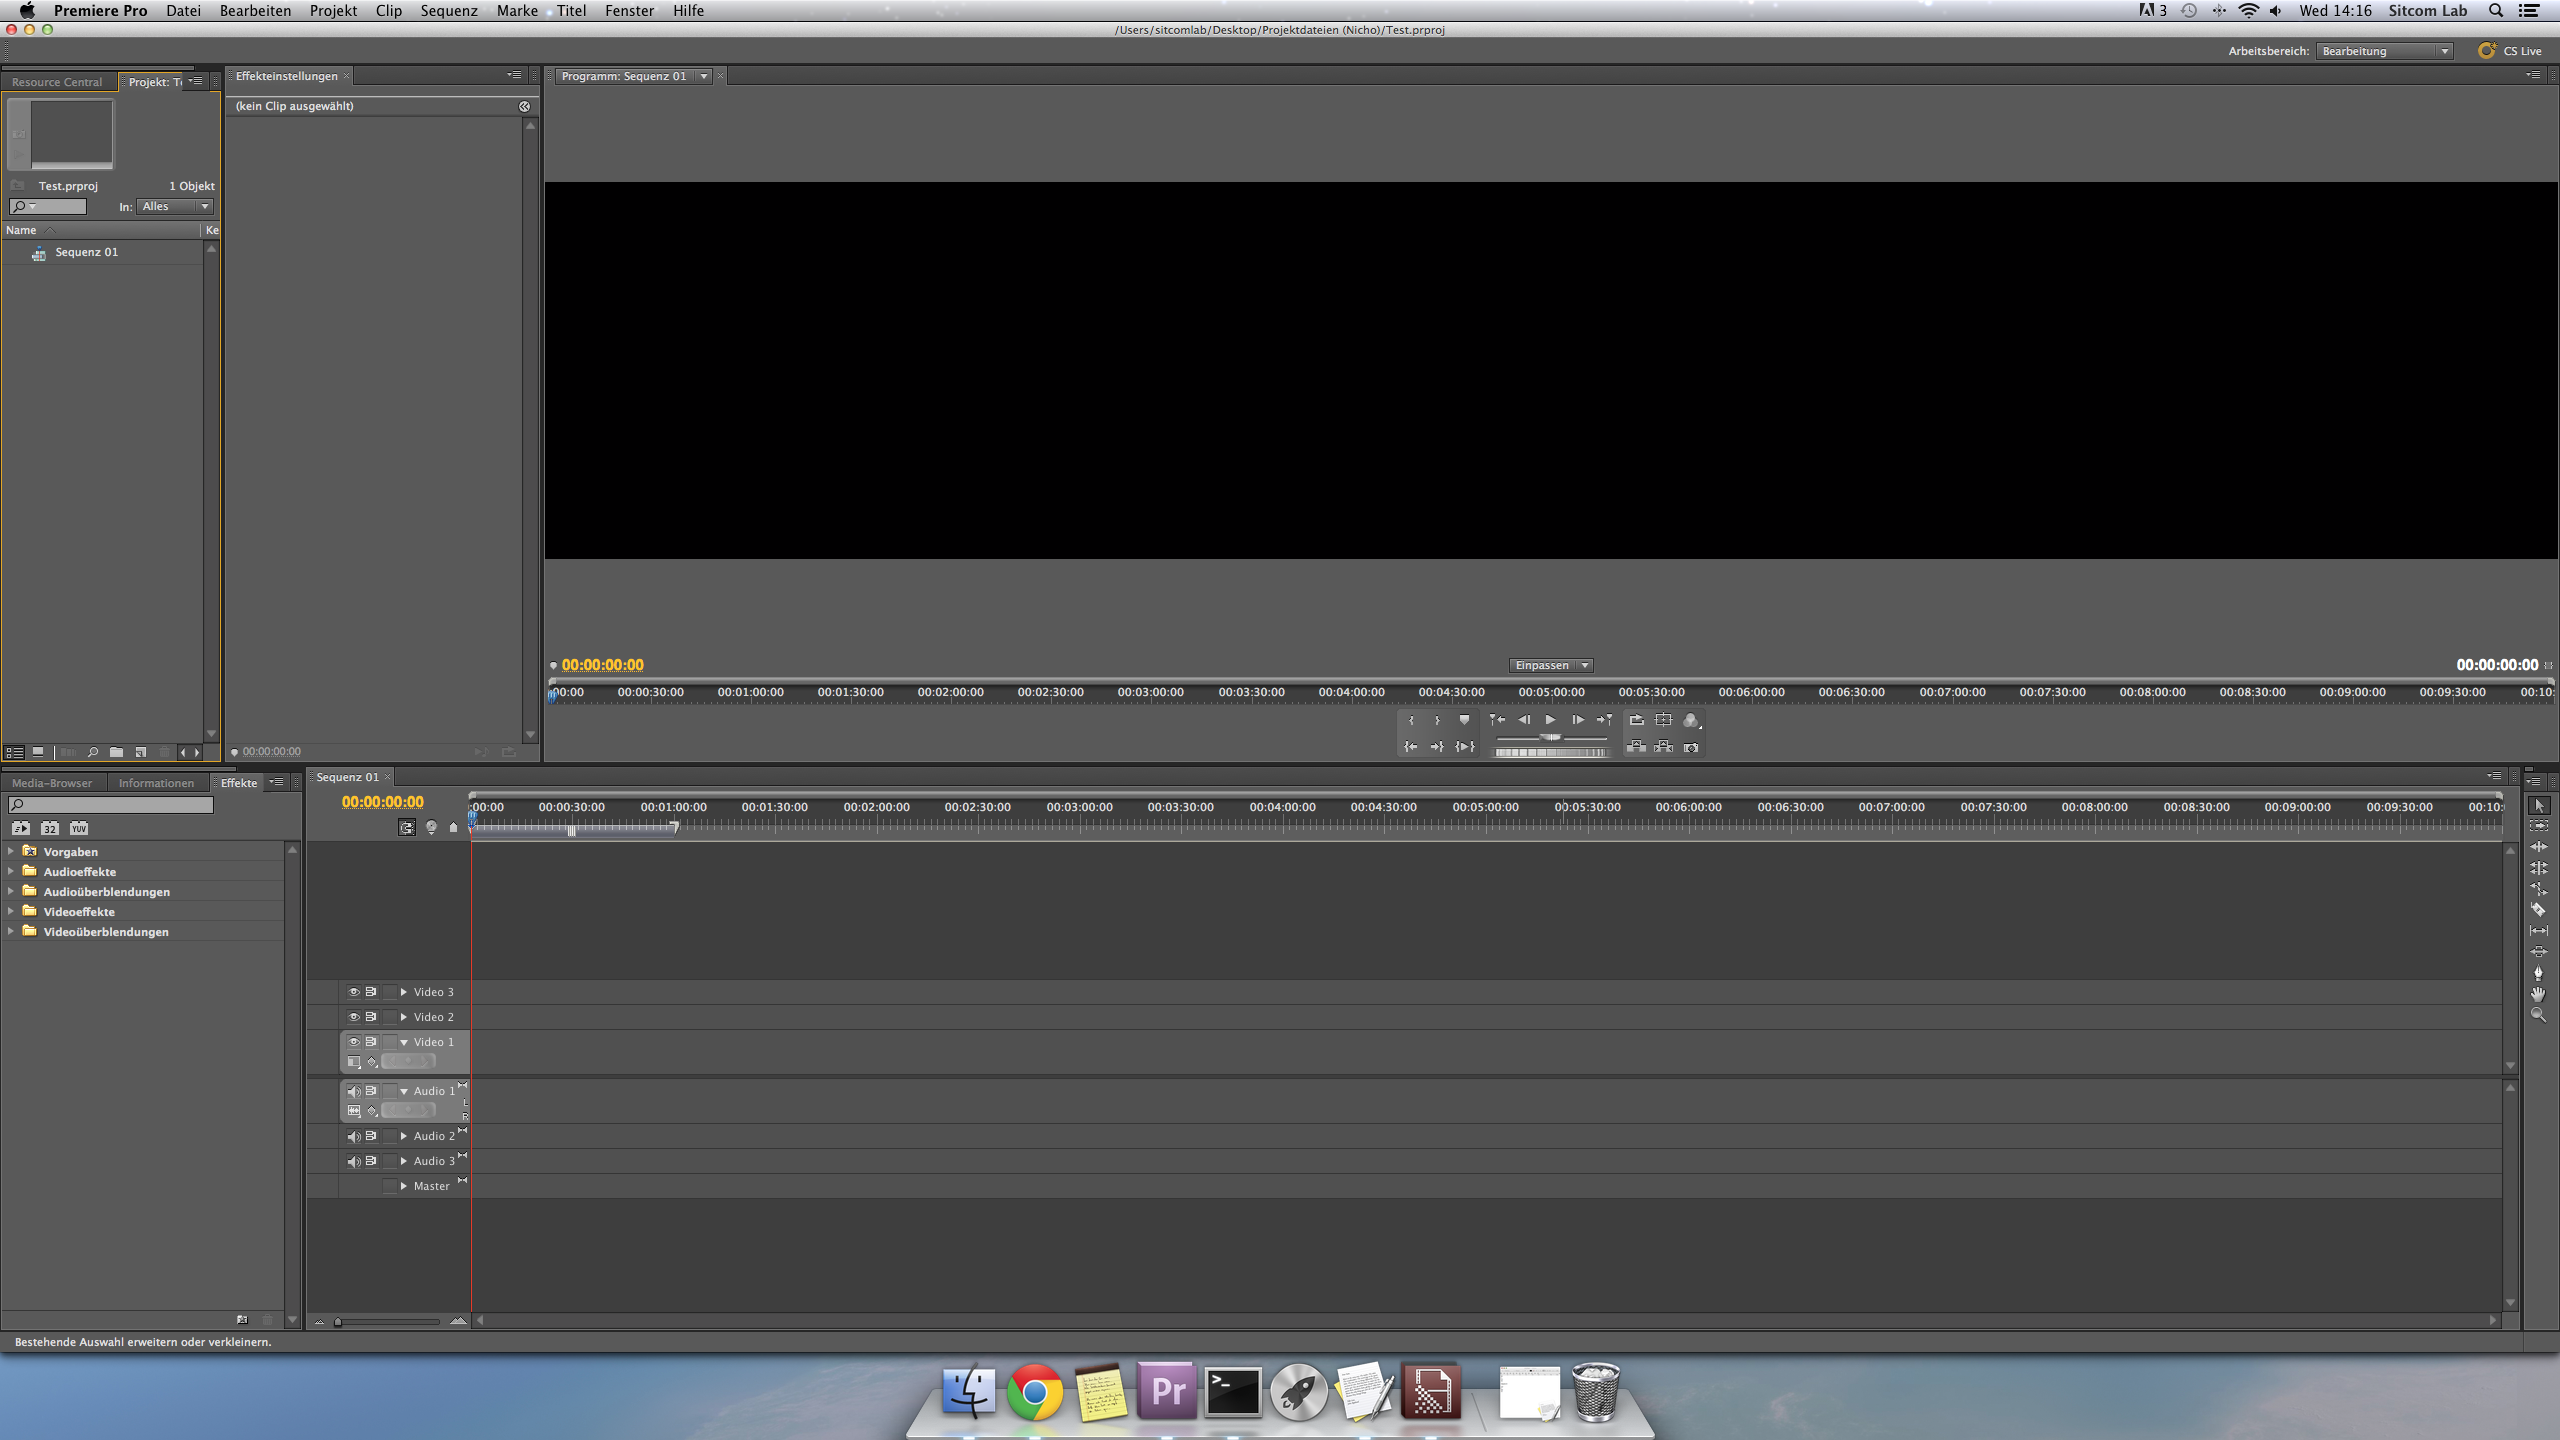 Premiere Pro Datei Bearbeiten Projekt Clip Sequenz Marke Titel Fenster Hilfe 3 Wed 14:16 Sitcom Lab
/Users/sitcomlab/Desktop/Projektdateien (Nicho)/Test.prproj
Arbeitsbereich: Bearbeitung CS Live
Resource Central Projekt: Te
Effekteinstellungen
Programm: Sequenz 01
(kein Clip ausgewählt)
Test.prproj 1 Objekt
In: Alles
Name Ke
Sequenz 01
00:00:00:00 Einpassen 00:00:00:00
00:00 00:00:30:00 00:01:00:00 00:01:30:00 00:02:00:00 00:02:30:00 00:03:00:00 00:03:30:00 00:04:00:00 00:04:30:00 00:05:00:00 00:05:30:00 00:06:00:00 00:06:30:00 00:07:00:00 00:07:30:00 00:08:00:00 00:08:30:00 00:09:00:00 00:09:30:00 00:10:
00:00:00:00
Media-Browser Informationen Effekte
32 YUV
Vorgaben
Audioeffekte
Audioüberblendungen
Videoeffekte
Videoüberblendungen
Sequenz 01
00:00:00:00
:00:00 00:00:30:00 00:01:00:00 00:01:30:00 00:02:00:00 00:02:30:00 00:03:00:00 00:03:30:00 00:04:00:00 00:04:30:00 00:05:00:00 00:05:30:00 00:06:00:00 00:06:30:00 00:07:00:00 00:07:30:00 00:08:00:00 00:08:30:00 00:09:00:00 00:09:30:00 00:10:
Video 3
Video 2
Video 1
Audio 1
L
R
Audio 2
Audio 3
Master
Bestehende Auswahl erweitern oder verkleinern.
Pr